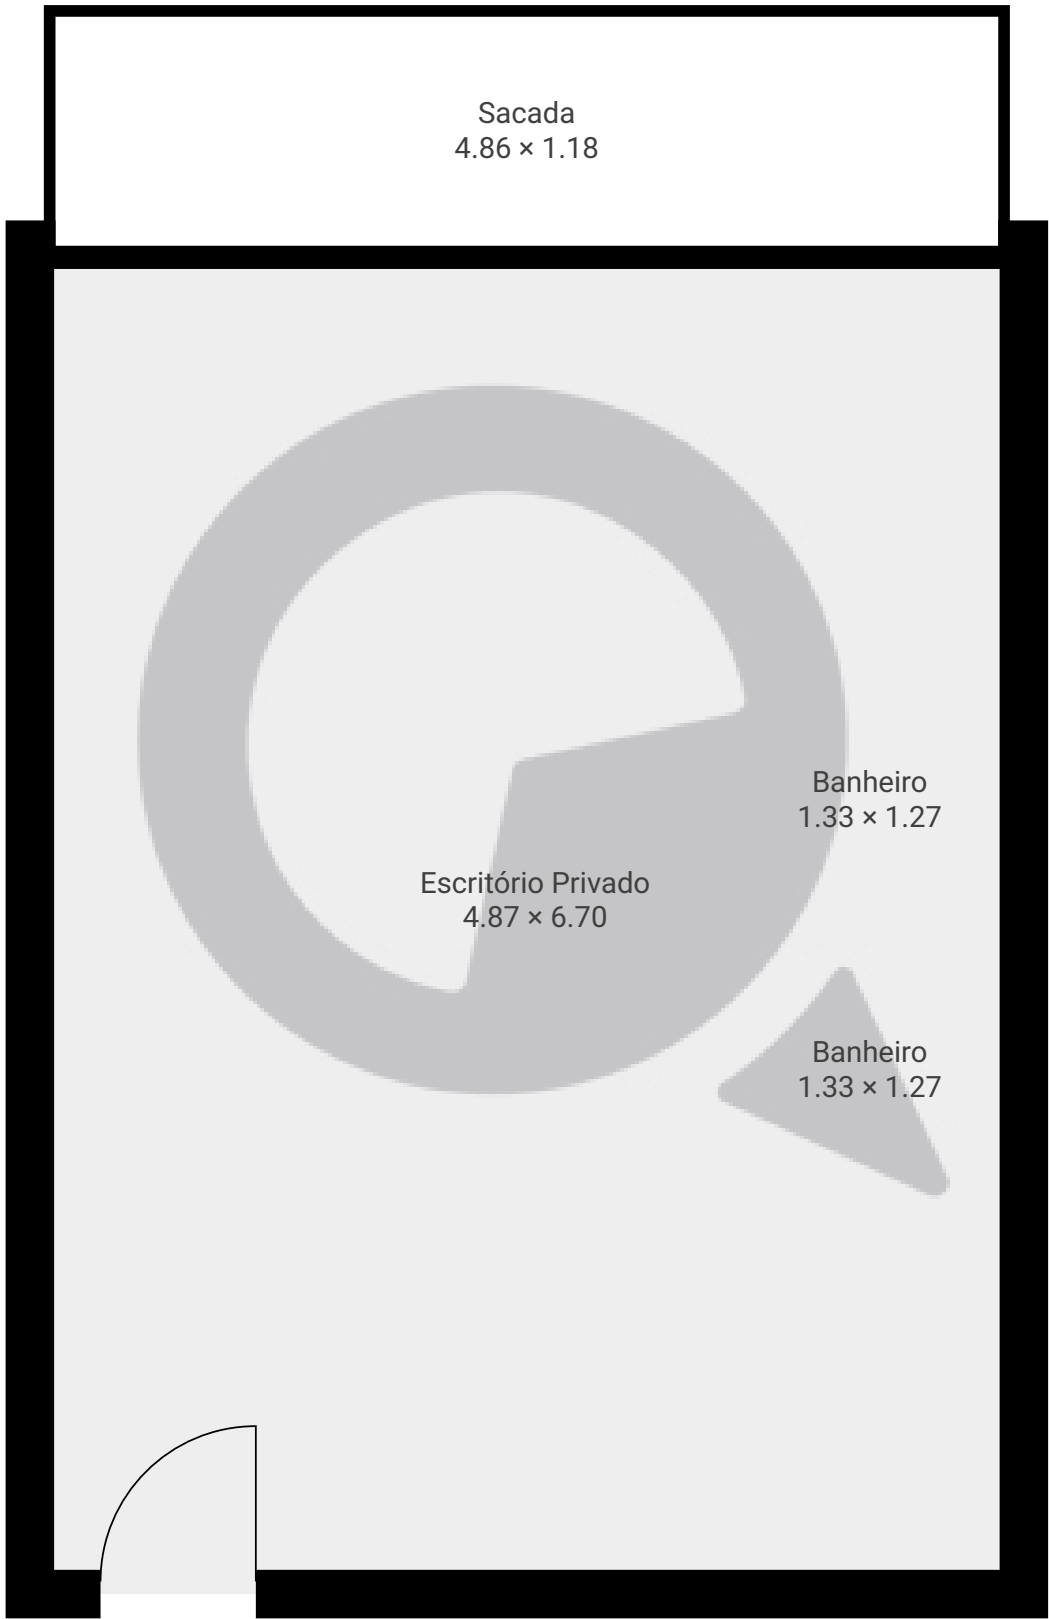 Sacada
4.86 × 1.18
Banheiro
1.33 × 1.27
Escritório Privado
4.87 × 6.70
Banheiro
1.33 × 1.27